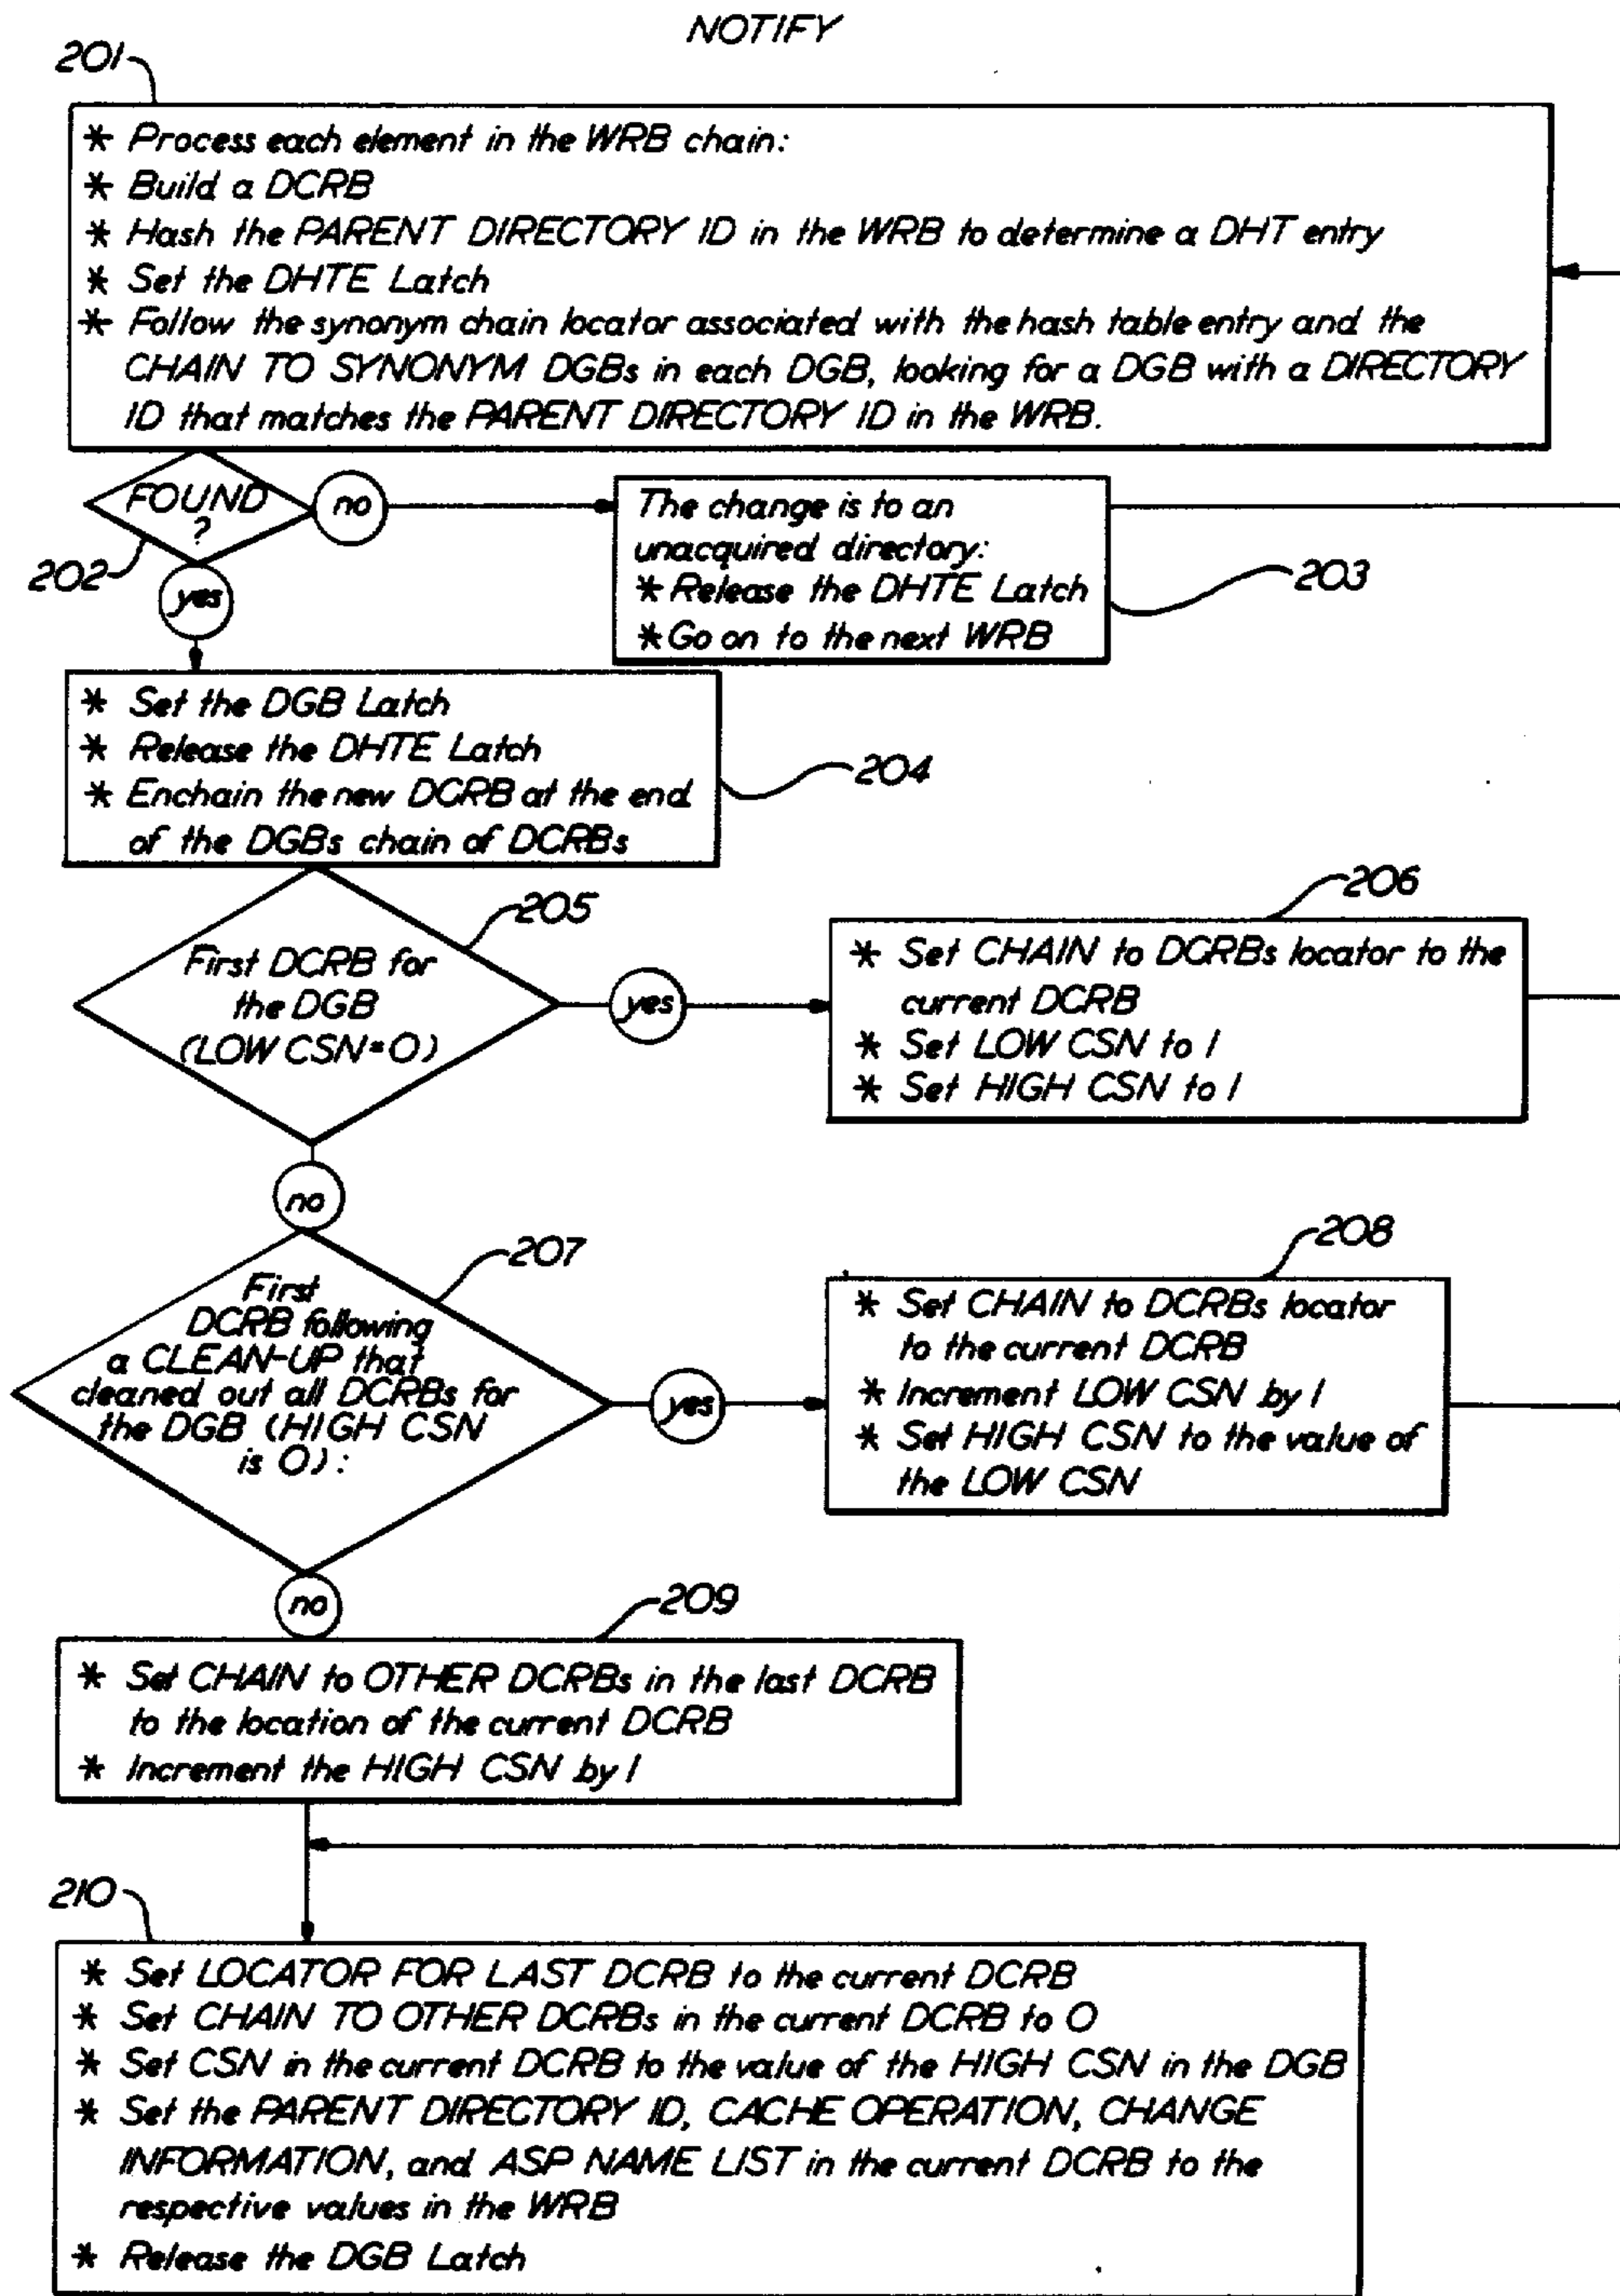 NOTIFY
201
* Process each element in the WRB chain:
* Build a DCRB
* Hash the PARENT DIRECTORY ID in the WRB to determine a DHT entry
* Set the DHTE Latch
* Follow the synonym chain locator associated with the hash table entry and the
CHAIN TO SYNONYM DGBs in each DGB, looking for a DGB with a DIRECTORY
ID that matches the PARENT DIRECTORY ID in the WRB.
FOUND
?
no
202
yes
The change is to an
unacquired directory:
* Release the DHTE Latch
* Go on to the next WRB
203
* Set the DGB Latch
* Release the DHTE Latch
* Enchain the new DCRB at the end
of the DGBs chain of DCRBs
204
205
First DCRB for
the DGB
(LOW CSN=0)
yes
no
206
* Set CHAIN to DCRBs locator to the
current DCRB
* Set LOW CSN to 1
* Set HIGH CSN to 1
207
First
DCRB following
a CLEAN-UP that
cleaned out all DCRBs for
the DGB (HIGH CSN
is 0):
yes
no
208
* Set CHAIN to DCRBs locator
to the current DCRB
* Increment LOW CSN by 1
* Set HIGH CSN to the value of
the LOW CSN
209
* Set CHAIN to OTHER DCRBs in the last DCRB
to the location of the current DCRB
* Increment the HIGH CSN by 1
210
* Set LOCATOR FOR LAST DCRB to the current DCRB
* Set CHAIN TO OTHER DCRBs in the current DCRB to 0
* Set CSN in the current DCRB to the value of the HIGH CSN in the DGB
* Set the PARENT DIRECTORY ID, CACHE OPERATION, CHANGE
INFORMATION, and ASP NAME LIST in the current DCRB to the
respective values in the WRB
* Release the DGB Latch